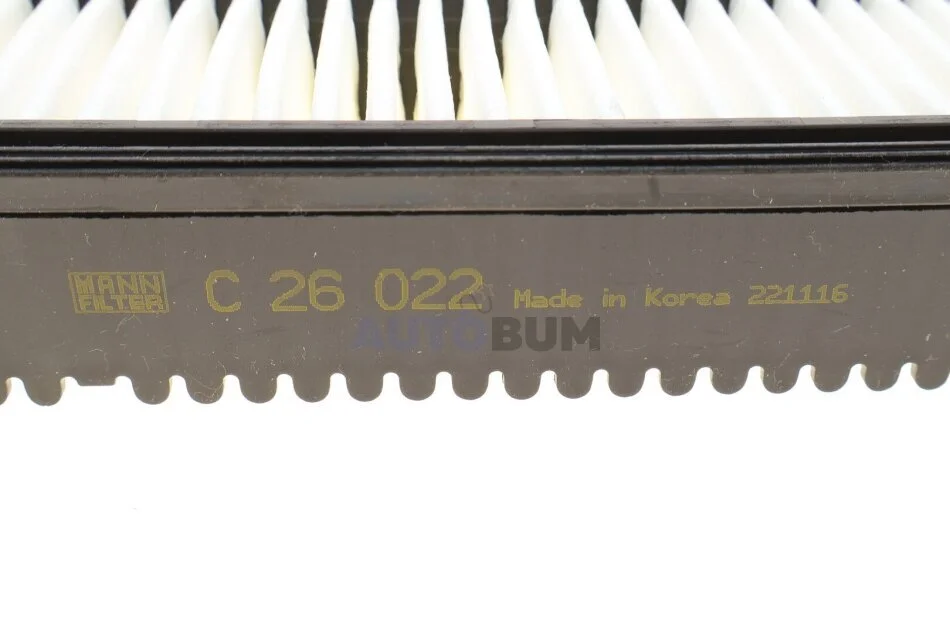 MANN
FILTER
C 26 022 Made in Korea 221116
AUTOBUM